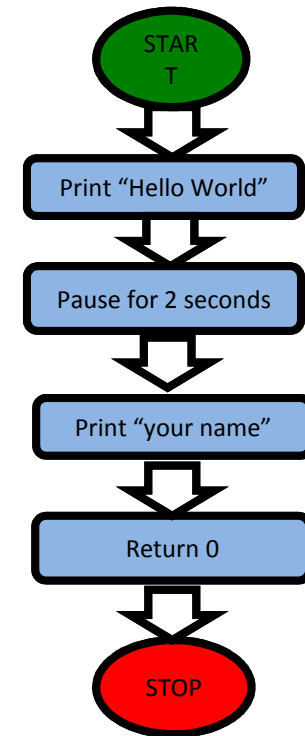 STAR
T
Print “Hello World”
Pause for 2 seconds
Print “your name”
Return 0
STOP